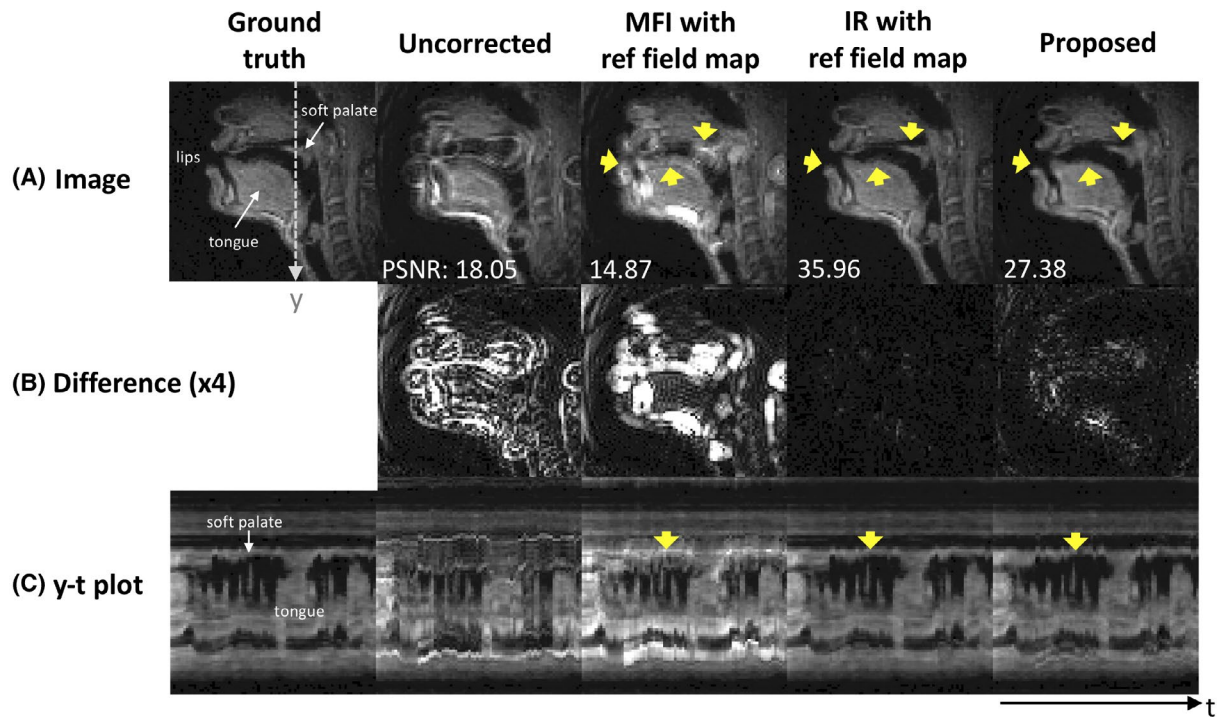 Ground truth
Uncorrected
MFI with ref field map
IR with ref field map
Proposed
(A) Image
lips
soft palate
tongue
y
PSNR: 18.05
14.87
35.96
27.38
(B) Difference (x4)
(C) y-t plot
soft palate
tongue
t